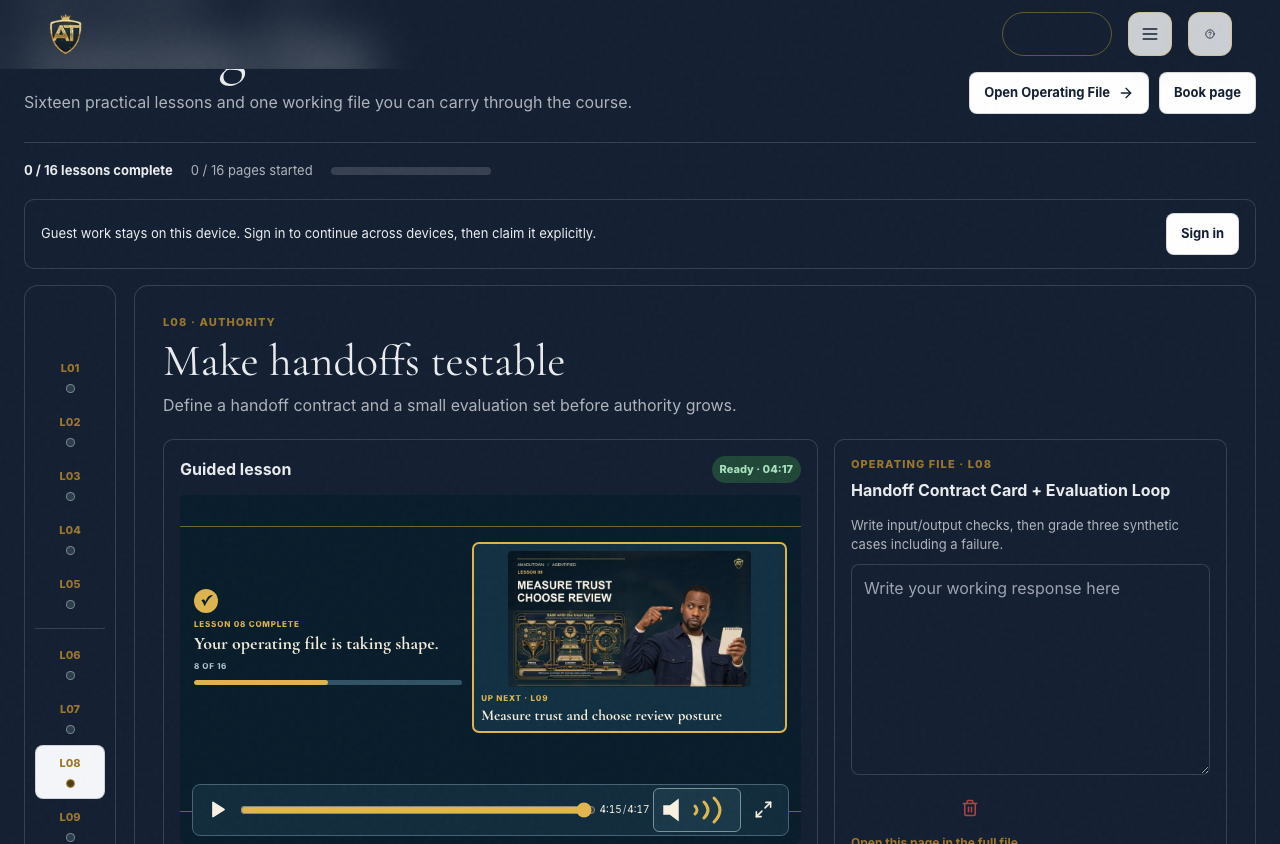 AT
Sixteen practical lessons and one working file you can carry through the course.
Open Operating File
Book page
0 / 16 lessons complete
0 / 16 pages started
Guest work stays on this device. Sign in to continue across devices, then claim it explicitly.
Sign in
L01
L02
L03
L04
L05
L06
L07
L08
L09
L08 · AUTHORITY
Make handoffs testable
Define a handoff contract and a small evaluation set before authority grows.
Guided lesson
Ready · 04:17
LESSON 08 COMPLETE
Your operating file is taking shape.
8 OF 16
MEASURE TRUST
CHOOSE REVIEW
UP NEXT · L09
Measure trust and choose review posture
4:15/4:17
OPERATING FILE · L08
Handoff Contract Card + Evaluation Loop
Write input/output checks, then grade three synthetic
cases including a failure.
Write your working response here
Open this page in the full file